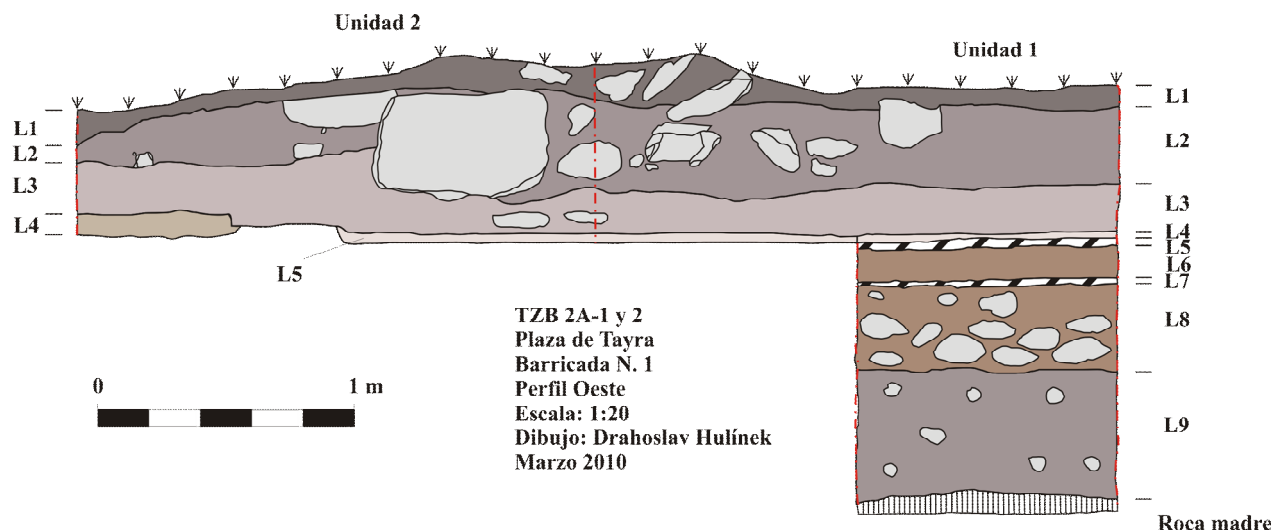 Unidad 2
Unidad 1
L1
L2
L3
L4
L5
L1
L2
L3
L4
L5
L6
L7
L8
L9
Roca madre
TZB 2A-1 y 2
Plaza de Tayra
Barricada N. 1
Perfil Oeste
Escala: 1:20
Dibujo: Drahoslav Hulínek
Marzo 2010
0 1 m